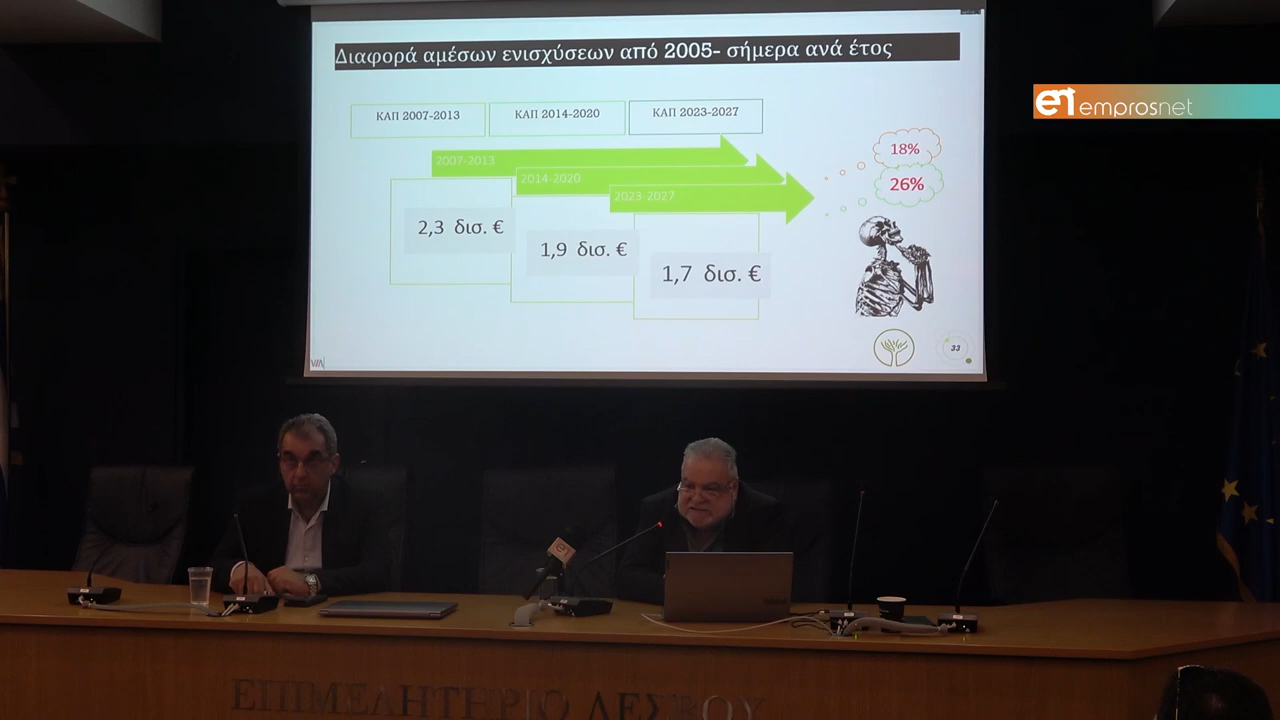 Διαφορά αμέσων ενισχύσεων από 2005- σήμερα ανά έτος
ΚΑΠ 2007-2013
ΚΑΠ 2014-2020
ΚΑΠ 2023-2027
2007-2013
2014-2020
2023-2027
2,3 δισ. €
1,9 δισ. €
1,7 δισ. €
18%
26%
33
emprosnet
ΕΠΙΜΕΛΗΤΗΡΙΟ ΛΕΣΒΟΥ